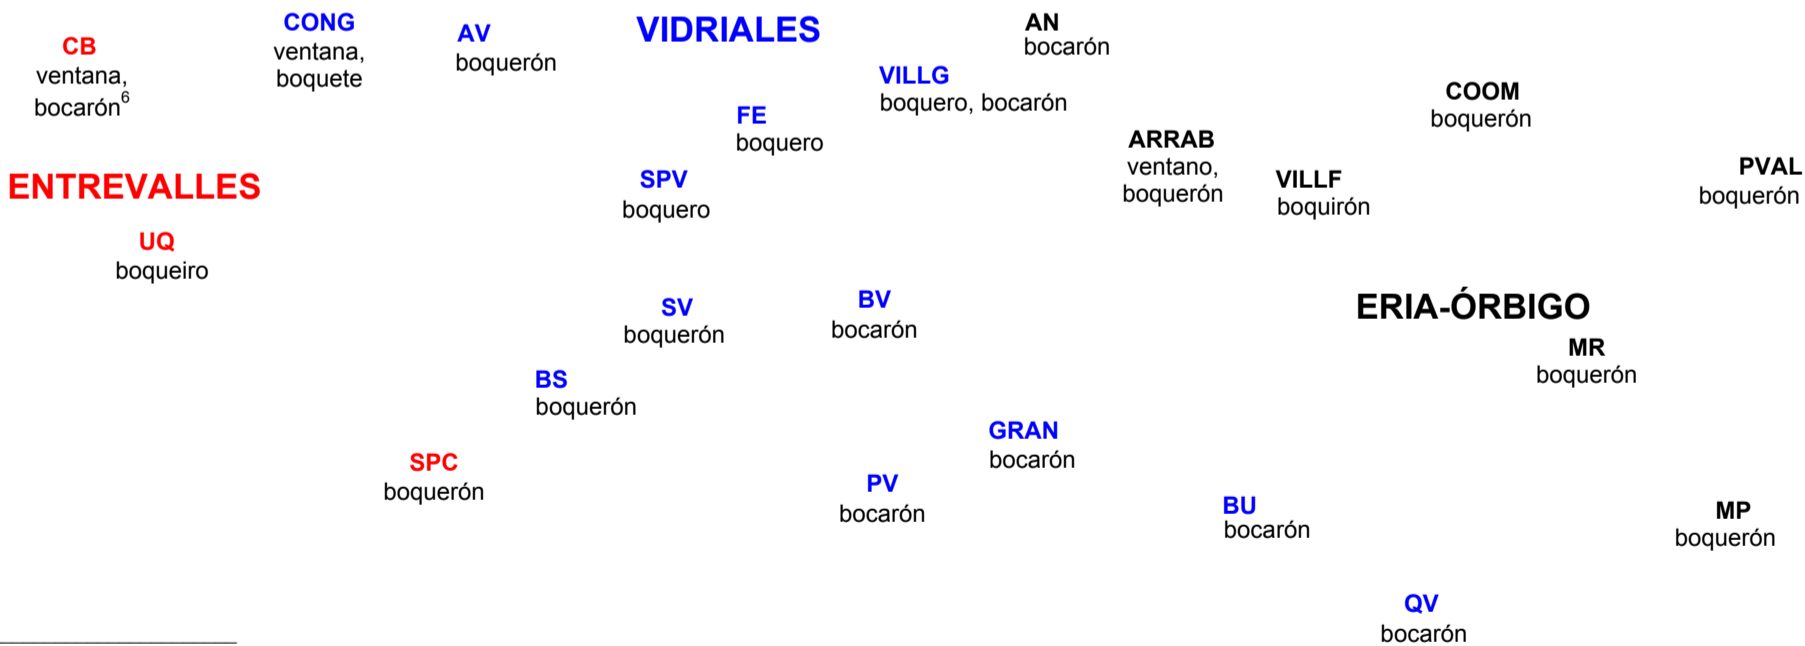 CB
ventana,
bocarón⁶
CONG
ventana,
boquete
AV
boquerón
VIDRIALES
AN
bocarón
VILLG
boquero, bocarón
FE
boquero
COOM
boquerón
ARRAB
ventano,
boquerón
VILLF
boquirón
PVAL
boquerón
ENTREVALLES
SPV
boquero
UQ
boqueiro
SV
boquerón
BV
bocarón
ERIA-ÓRBIGO
MR
boquerón
BS
boquerón
GRAN
bocarón
SPC
boquerón
PV
bocarón
BU
bocarón
MP
boquerón
QV
bocarón